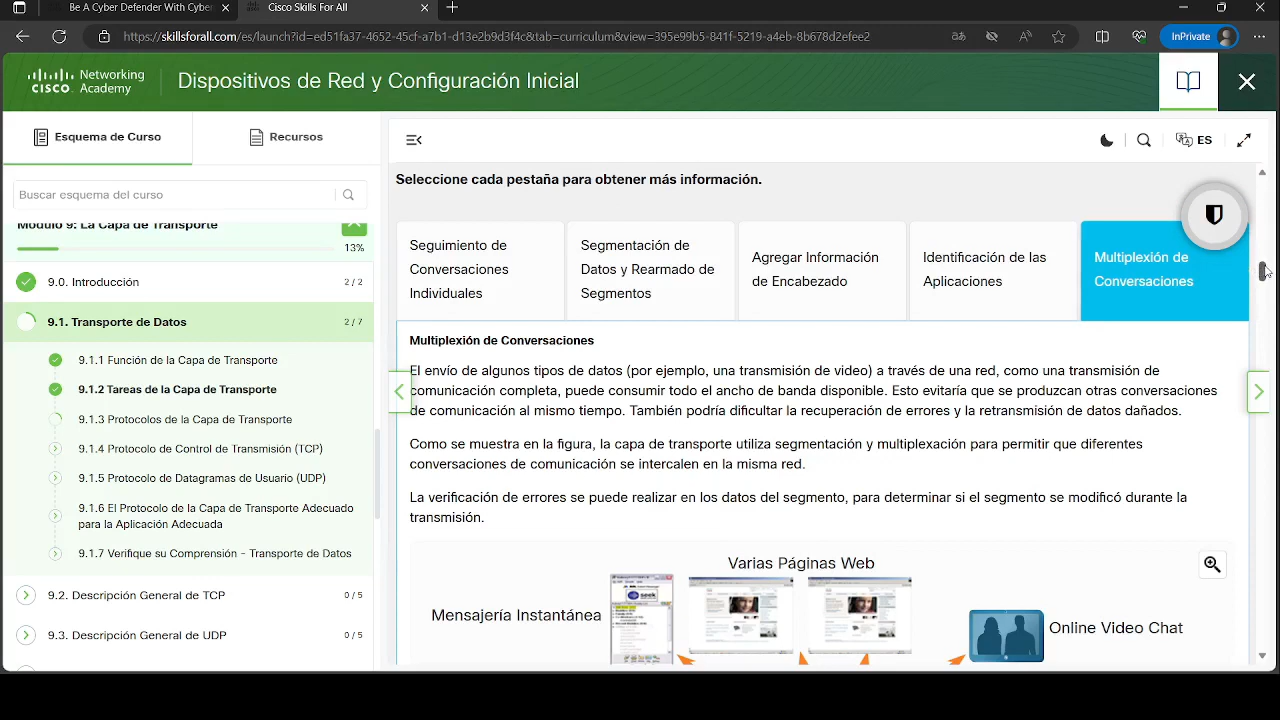 Be A Cyber Defender With Cyber
Cisco Skills For All
https://skillsforall.com/es/launch?id=ed51fa37-4652-45cf-a7b1-d13e2b9d3f4c&tab=curriculum&view=395e99b5-841f-5219-a4eb-8b678d2efee2
InPrivate
Networking
CISCO Academy
Dispositivos de Red y Configuración Inicial
Esquema de Curso
Recursos
ES
Buscar esquema del curso
Módulo 9: La Capa de Transporte
13%
9.0. Introducción
2 / 2
9.1. Transporte de Datos
2 / 7
9.1.1 Función de la Capa de Transporte
9.1.2 Tareas de la Capa de Transporte
9.1.3 Protocolos de la Capa de Transporte
9.1.4 Protocolo de Control de Transmisión (TCP)
9.1.5 Protocolo de Datagramas de Usuario (UDP)
9.1.6 El Protocolo de la Capa de Transporte Adecuado
para la Aplicación Adecuada
9.1.7 Verifique su Comprensión - Transporte de Datos
9.2. Descripción General de TCP
0 / 5
9.3. Descripción General de UDP
Seleccione cada pestaña para obtener más información.
Seguimiento de
Conversaciones
Individuales
Segmentación de
Datos y Rearmado de
Segmentos
Agregar Información
de Encabezado
Identificación de las
Aplicaciones
Multiplexión de
Conversaciones
Multiplexión de Conversaciones
El envío de algunos tipos de datos (por ejemplo, una transmisión de video) a través de una red, como una transmisión de
comunicación completa, puede consumir todo el ancho de banda disponible. Esto evitaría que se produzcan otras conversaciones
de comunicación al mismo tiempo. También podría dificultar la recuperación de errores y la retransmisión de datos dañados.
Como se muestra en la figura, la capa de transporte utiliza segmentación y multiplexación para permitir que diferentes
conversaciones de comunicación se intercalen en la misma red.
La verificación de errores se puede realizar en los datos del segmento, para determinar si el segmento se modificó durante la
transmisión.
Varias Páginas Web
Mensajería Instantánea
Online Video Chat